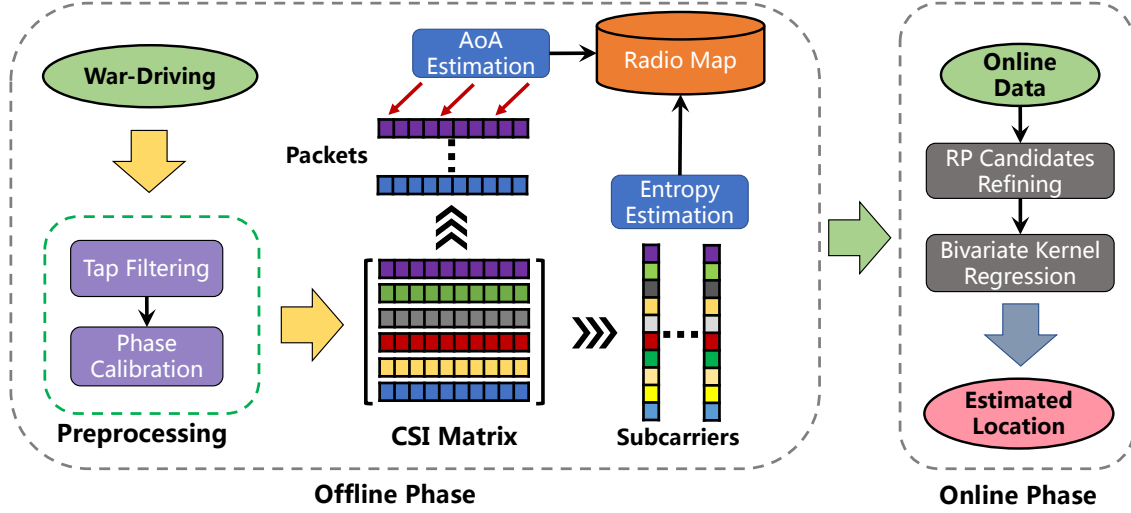 War-Driving
Tap Filtering
Phase
Calibration
Preprocessing
AoA
Estimation
Radio Map
Packets
Entropy
Estimation
CSI Matrix
Subcarriers
Offline Phase
Online
Data
RP Candidates
Refining
Bivariate Kernel
Regression
Estimated
Location
Online Phase